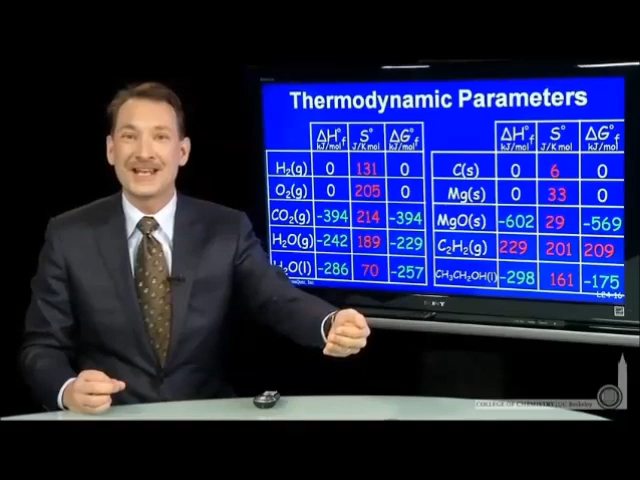 Thermodynamic Parameters
ΔH°f S° ΔG°f
kJ/mol J/K mol kJ/mol
H₂(g) 0 131 0
O₂(g) 0 205 0
CO₂(g) -394 214 -394
H₂O(g) -242 189 -229
H₂O(l) -286 70 -257
ΔH°f S° ΔG°f
kJ/mol J/K mol kJ/mol
C(s) 0 6 0
Mg(s) 0 33 0
MgO(s) -602 29 -569
C₂H₂(g) 229 201 209
CH₃CH₂OH(l) -298 161 -175
L24-16
SONY
COLLEGE OF CHEMISTRY, UC Berkeley